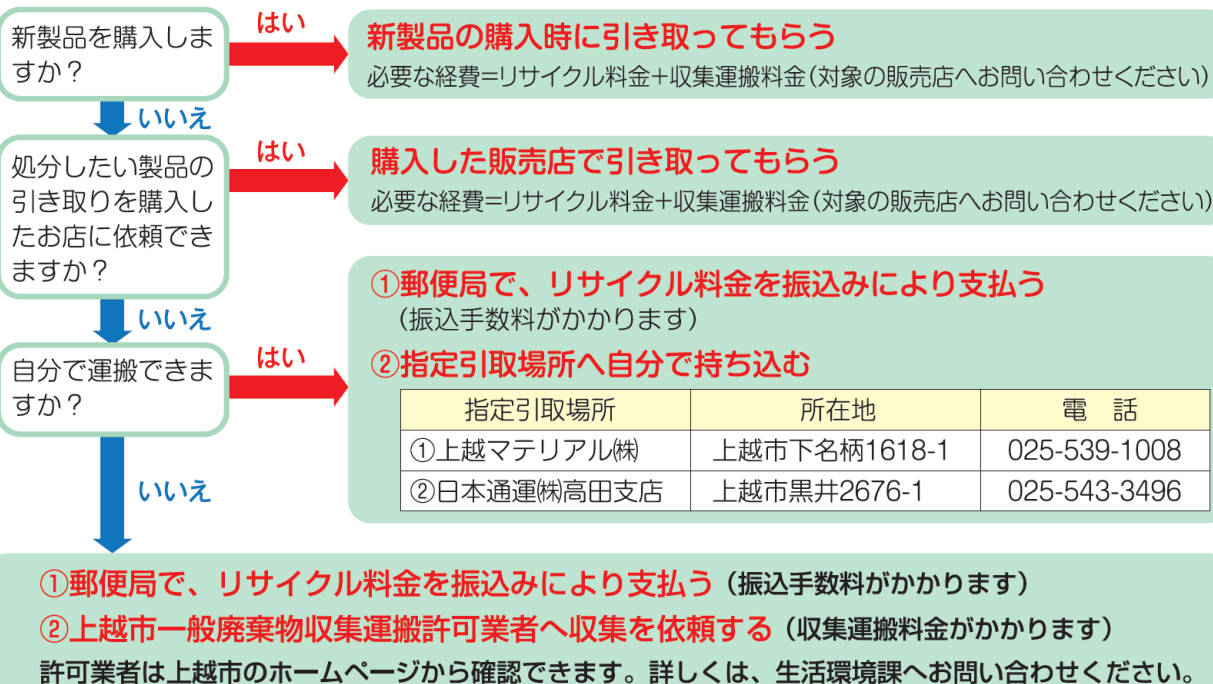 新製品を購入しま
すか？
はい
新製品の購入時に引き取ってもらう
必要な経費=リサイクル料金+収集運搬料金(対象の販売店へお問い合わせください)
いいえ
処分したい製品の
引き取りを購入し
たお店に依頼でき
ますか？
はい
購入した販売店で引き取ってもらう
必要な経費=リサイクル料金+収集運搬料金(対象の販売店へお問い合わせください)
いいえ
自分で運搬できま
すか？
はい
①郵便局で、リサイクル料金を振込みにより支払う
(振込手数料がかかります)
②指定引取場所へ自分で持ち込む
指定引取場所 所在地 電 話
①上越マテリアル㈱ 上越市下名柄1618-1 025-539-1008
②日本通運㈱高田支店 上越市黒井2676-1 025-543-3496
いいえ
①郵便局で、リサイクル料金を振込みにより支払う(振込手数料がかかります)
②上越市一般廃棄物収集運搬許可業者へ収集を依頼する(収集運搬料金がかかります)
許可業者は上越市のホームページから確認できます。詳しくは、生活環境課へお問い合わせください。